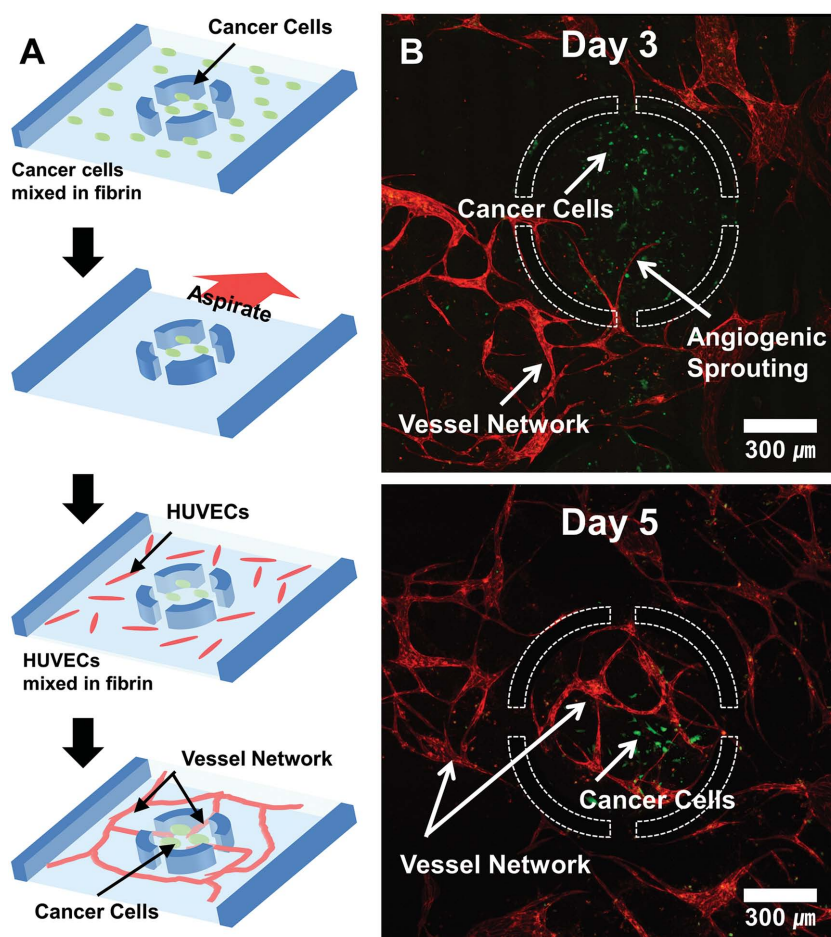 A
Cancer Cells
Cancer cells
mixed in fibrin
Aspirate
HUVECs
HUVECs
mixed in fibrin
Vessel Network
Cancer Cells
B
Day 3
Cancer Cells
Angiogenic
Sprouting
Vessel Network
300 ㎛
Day 5
Cancer Cells
Vessel Network
300 ㎛